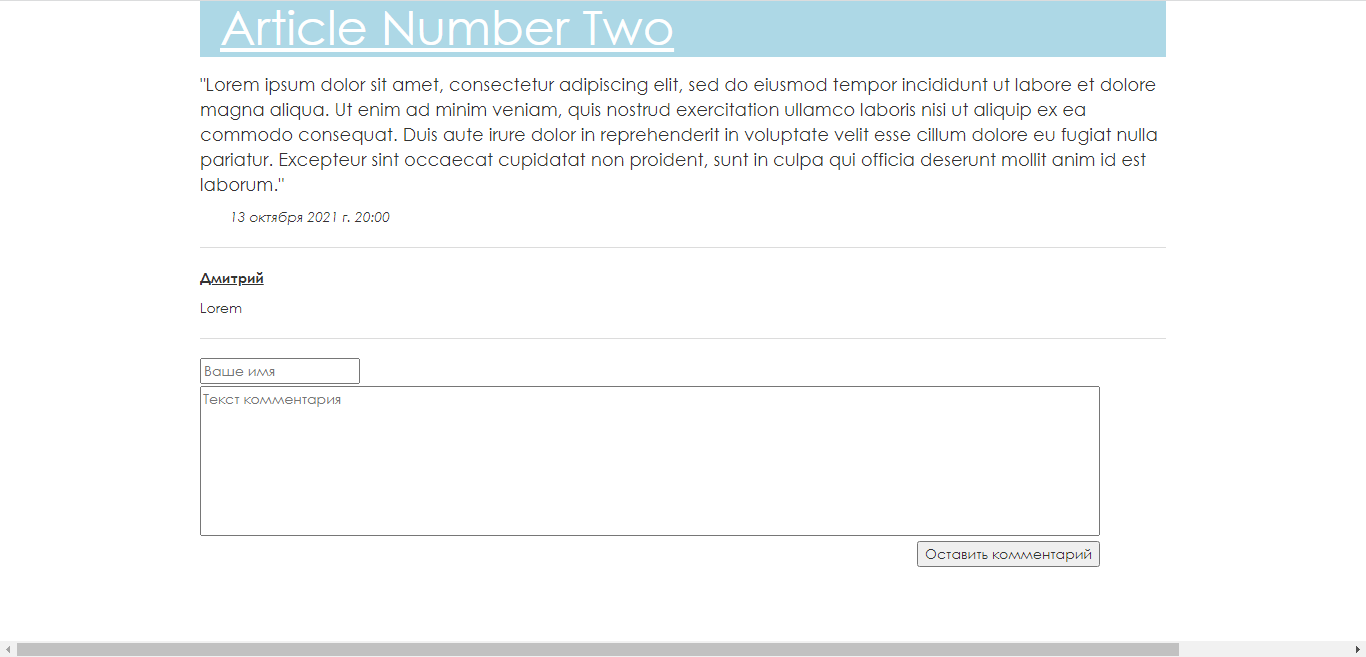 Article Number Two
"Lorem ipsum dolor sit amet, consectetur adipiscing elit, sed do eiusmod tempor incididunt ut labore et dolore
magna aliqua. Ut enim ad minim veniam, quis nostrud exercitation ullamco laboris nisi ut aliquip ex ea
commodo consequat. Duis aute irure dolor in reprehenderit in voluptate velit esse cillum dolore eu fugiat nulla
pariatur. Excepteur sint occaecat cupidatat non proident, sunt in culpa qui officia deserunt mollit anim id est
laborum."
13 октября 2021 г. 20:00
Дмитрий
Lorem
Ваше имя
Текст комментария
Оставить комментарий